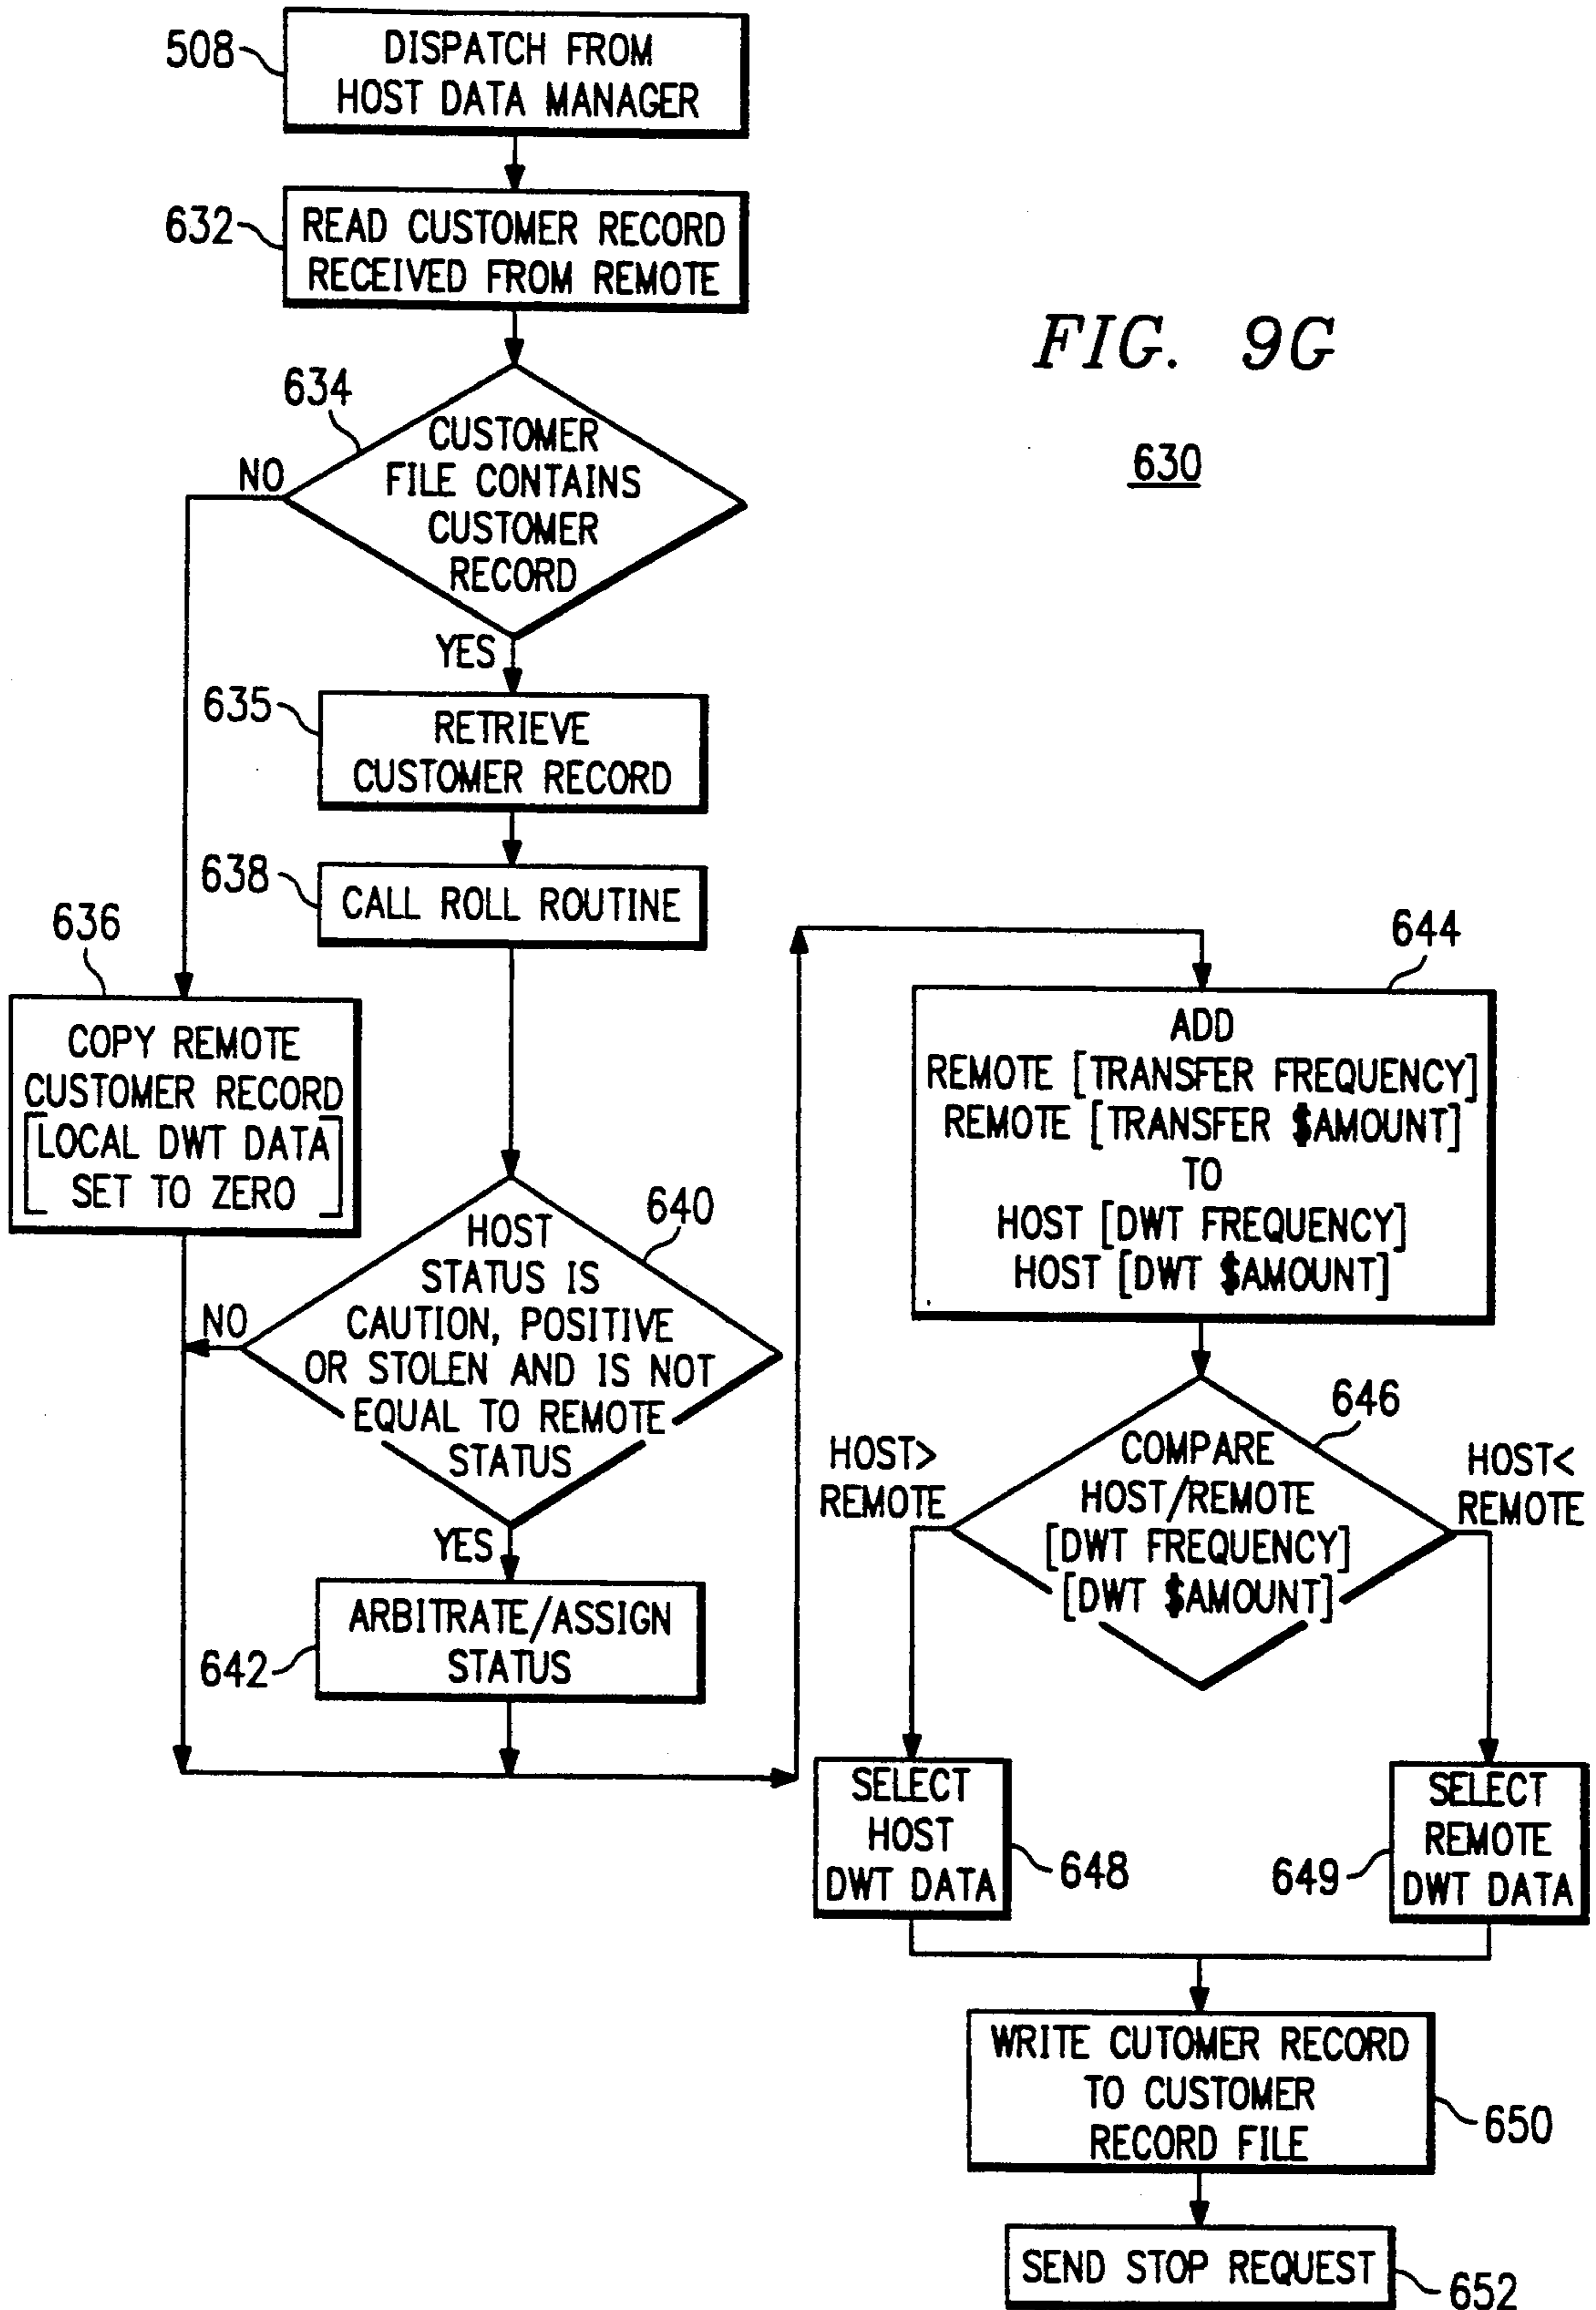 508
DISPATCH FROM
HOST DATA MANAGER
632
READ CUSTOMER RECORD
RECEIVED FROM REMOTE
FIG. 9G
630
634
CUSTOMER
FILE CONTAINS
CUSTOMER
RECORD
NO
YES
635
RETRIEVE
CUSTOMER RECORD
638
CALL ROLL ROUTINE
636
COPY REMOTE
CUSTOMER RECORD
[LOCAL DWT DATA
SET TO ZERO]
640
HOST
STATUS IS
CAUTION, POSITIVE
OR STOLEN AND IS NOT
EQUAL TO REMOTE
STATUS
NO
YES
642
ARBITRATE/ASSIGN
STATUS
644
ADD
REMOTE [TRANSFER FREQUENCY]
REMOTE [TRANSFER $AMOUNT]
TO
HOST [DWT FREQUENCY]
HOST [DWT $AMOUNT]
646
COMPARE
HOST/REMOTE
[DWT FREQUENCY]
[DWT $AMOUNT]
HOST>
REMOTE
HOST<
REMOTE
SELECT
HOST
DWT DATA
648
649
SELECT
REMOTE
DWT DATA
WRITE CUTOMER RECORD
TO CUSTOMER
RECORD FILE
650
SEND STOP REQUEST
652